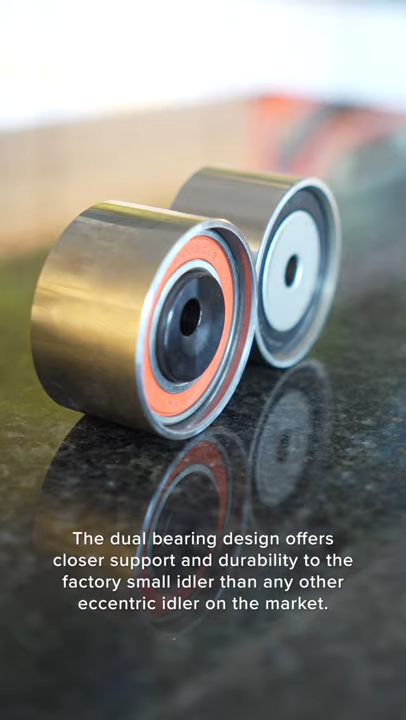 The dual bearing design offers
closer support and durability to the
factory small idler than any other
eccentric idler on the market.